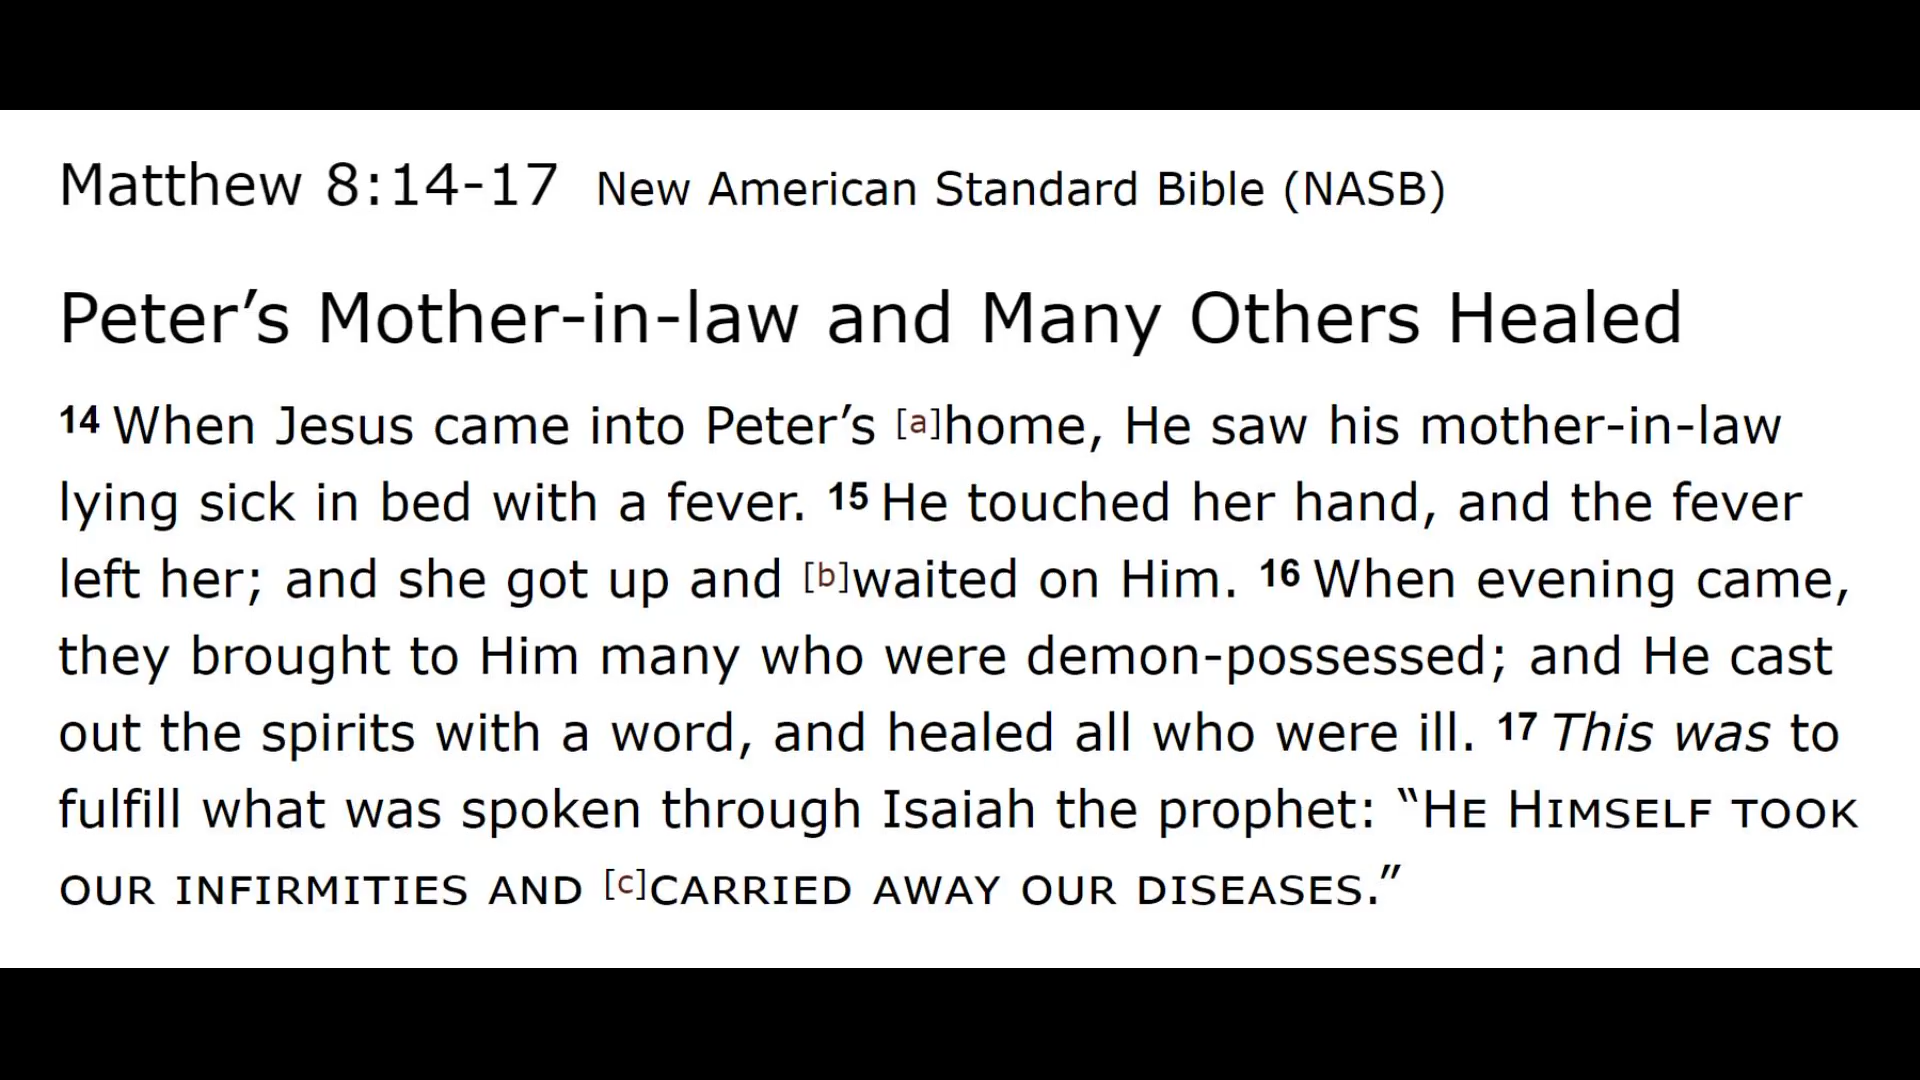 Matthew 8:14-17 New American Standard Bible (NASB)
Peter’s Mother-in-law and Many Others Healed
14 When Jesus came into Peter’s [a]home, He saw his mother-in-law
lying sick in bed with a fever. 15 He touched her hand, and the fever
left her; and she got up and [b]waited on Him. 16 When evening came,
they brought to Him many who were demon-possessed; and He cast
out the spirits with a word, and healed all who were ill. 17 This was to
fulfill what was spoken through Isaiah the prophet: “HE HIMSELF TOOK
OUR INFIRMITIES AND [c]CARRIED AWAY OUR DISEASES.”